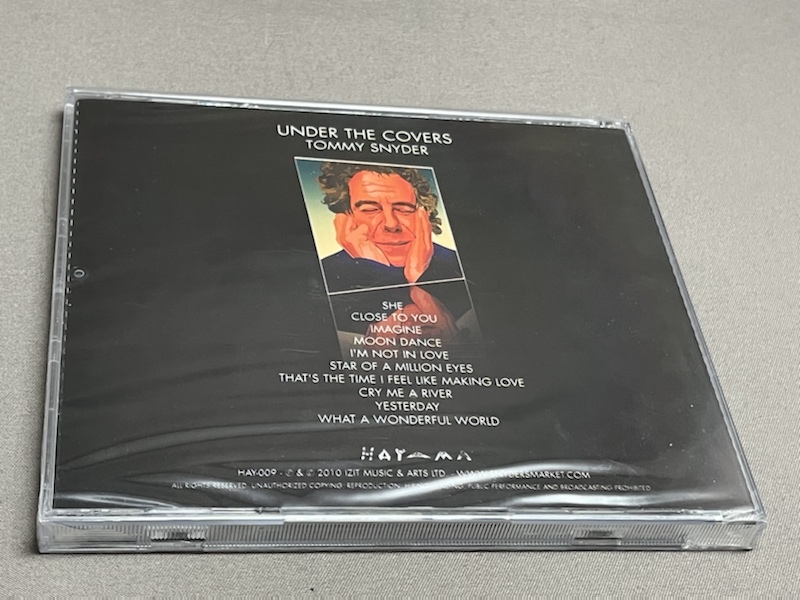 UNDER THE COVERS
TOMMY SNYDER
SHE
CLOSE TO YOU
IMAGINE
MOON DANCE
I'M NOT IN LOVE
STAR OF A MILLION EYES
THAT'S THE TIME I FEEL LIKE MAKING LOVE
CRY ME A RIVER
YESTERDAY
WHAT A WONDERFUL WORLD
HAYAMA
HAY-009 - ℗ & © 2010 IZIT MUSIC & ARTS LTD. -
ALL RIGHTS RESERVED. UNAUTHORIZED COPYING, REPRODUCTION, PUBLIC PERFORMANCE AND BROADCASTING PROHIBITED